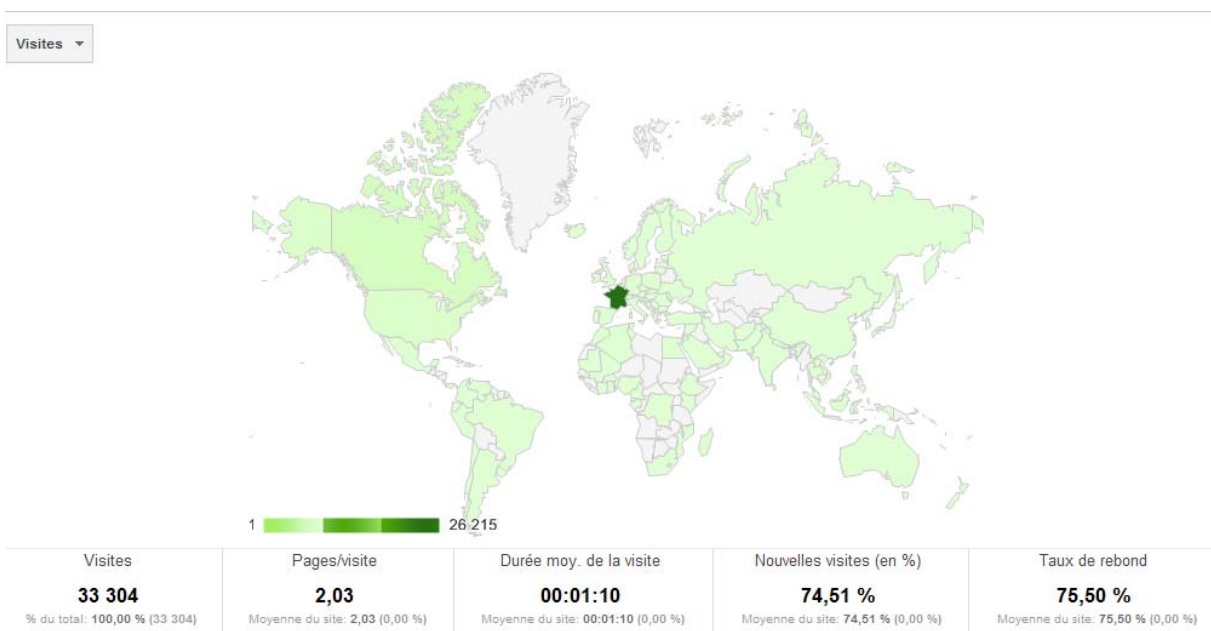 Visites
1 26 215
Visites Pages/visite Durée moy. de la visite Nouvelles visites (en %) Taux de rebond
33 304 2,03 00:01:10 74,51 % 75,50 %
% du total: 100,00 % (33 304) Moyenne du site: 2,03 (0,00 %) Moyenne du site: 00:01:10 (0,00 %) Moyenne du site: 74,51 % (0,00 %) Moyenne du site: 75,50 % (0,00 %)